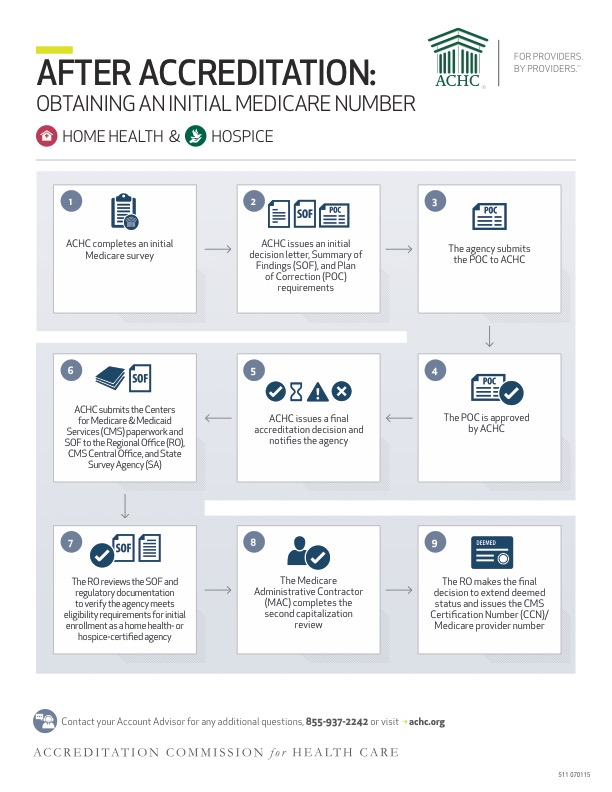 AFTER ACCREDITATION:
OBTAINING AN INITIAL MEDICARE NUMBER
HOME HEALTH & HOSPICE
ACHC
FOR PROVIDERS.
BY PROVIDERS.™
1
ACHC completes an initial
Medicare survey
2
SOF
POC
ACHC issues an initial
decision letter, Summary of
Findings (SOF), and Plan
of Correction (POC)
requirements
3
POC
The agency submits
the POC to ACHC
4
POC
The POC is approved
by ACHC
5
ACHC issues a final
accreditation decision and
notifies the agency
6
SOF
ACHC submits the Centers
for Medicare & Medicaid
Services (CMS) paperwork and
SOF to the Regional Office (RO),
CMS Central Office, and State
Survey Agency (SA)
7
SOF
The RO reviews the SOF and
regulatory documentation
to verify the agency meets
eligibility requirements for initial
enrollment as a home health- or
hospice-certified agency
8
The Medicare
Administrative Contractor
(MAC) completes the
second capitalization
review
9
DEEMED
The RO makes the final
decision to extend deemed
status and issues the CMS
Certification Number (CCN)/
Medicare provider number
Contact your Account Advisor for any additional questions, 855-937-2242 or visit achc.org
ACCREDITATION COMMISSION for HEALTH CARE
511 070115